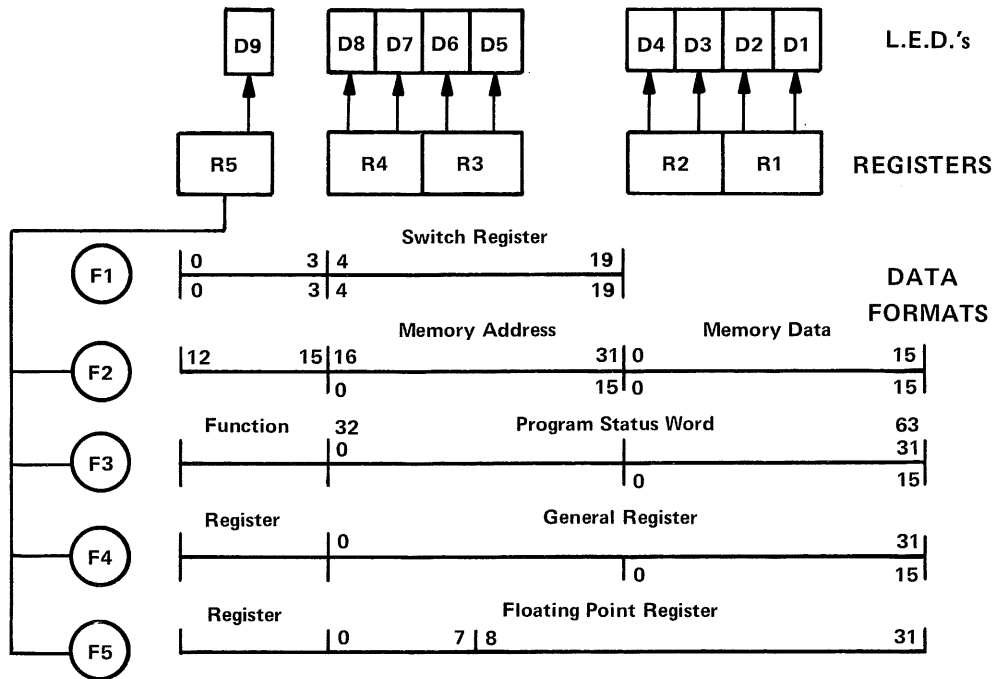 D9 D8 D7 D6 D5 D4 D3 D2 D1 L.E.D.'s
R5 R4 R3 R2 R1 REGISTERS
Switch Register
F1 0 3 4 19
0 3 4 19
DATA
FORMATS
Memory Address Memory Data
F2 12 15 16 31 0 15
0 15 0 15
Function 32 Program Status Word 63
F3 0 31
0 15
Register General Register
F4 0 31
0 15
Register Floating Point Register
F5 0 7 8 31